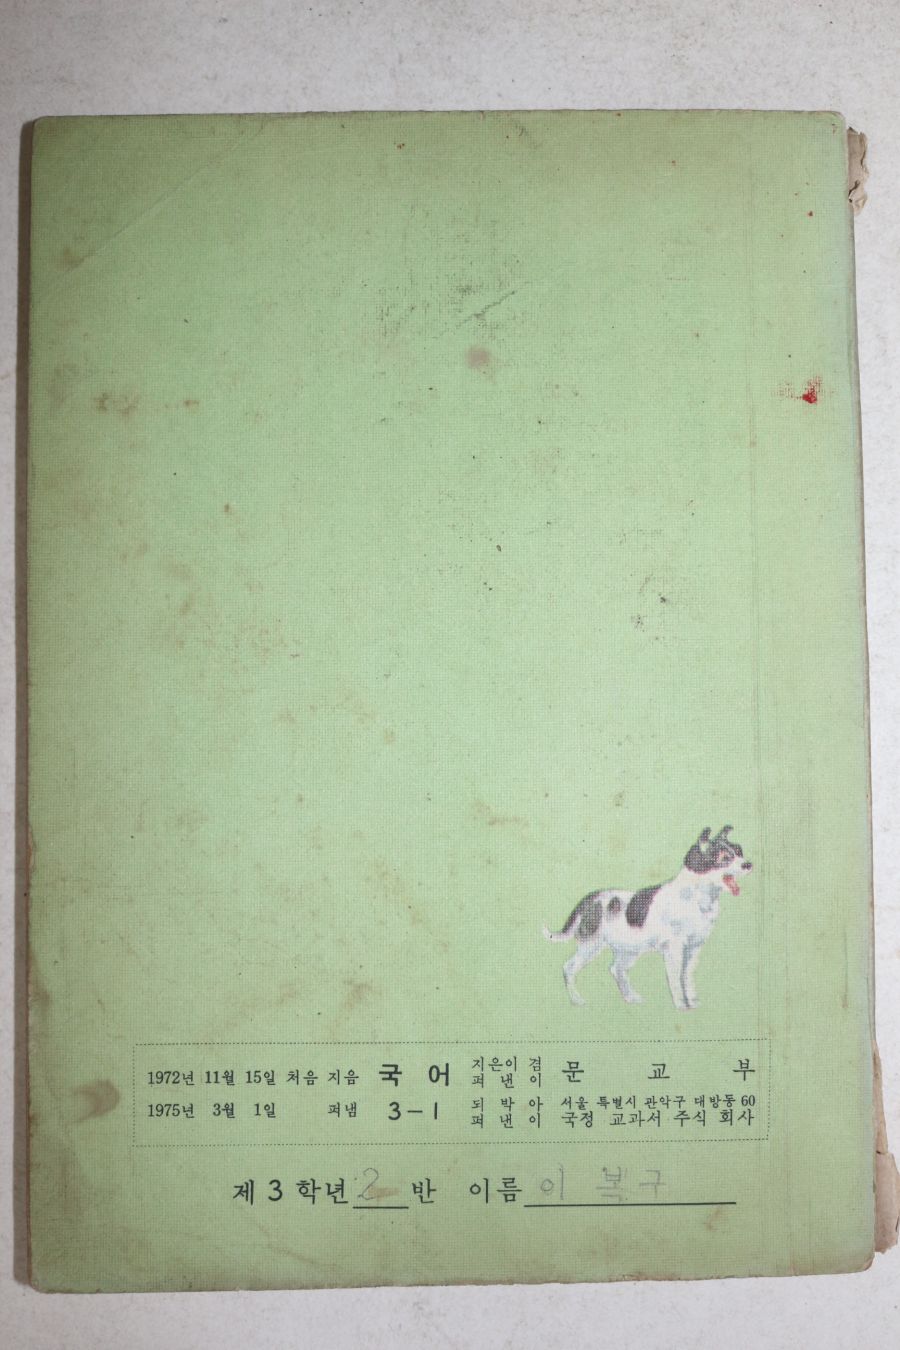 1972년 11월 15일 처음 지음 국어 지은이 겸 펴낸이 문교부
1975년 3월 1일 펴냄 3-1 되박아 펴낸이 서울 특별시 관악구 대방동 60 국정 교과서 주식 회사
제 3 학년 2 반 이름 이 복구